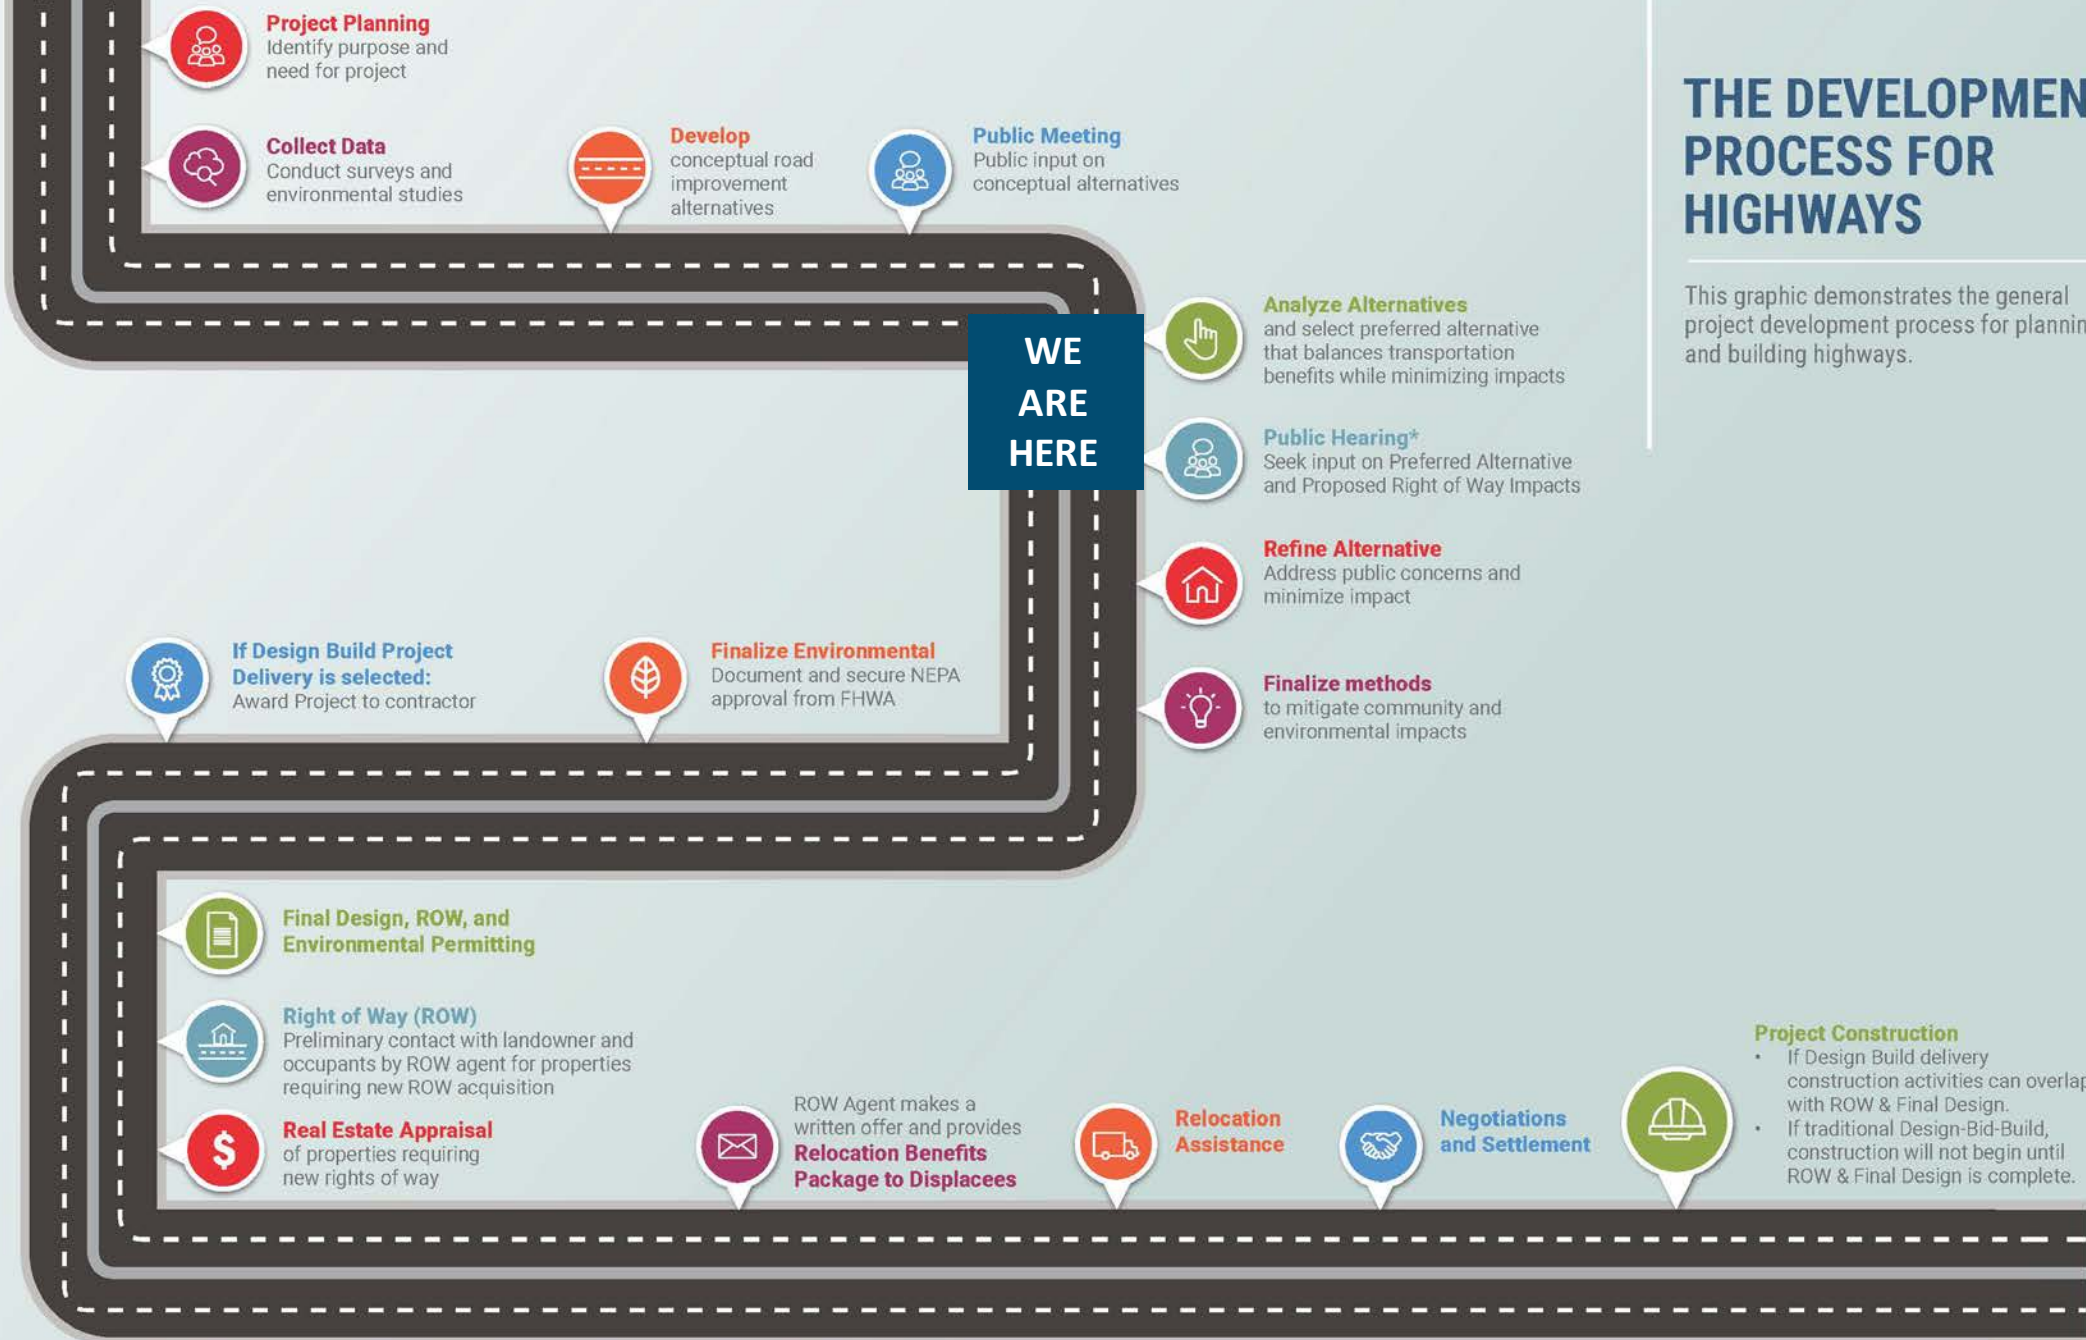 Project Planning
Identify purpose and
need for project
Collect Data
Conduct surveys and
environmental studies
Develop
conceptual road
improvement
alternatives
Public Meeting
Public input on
conceptual alternatives
THE DEVELOPMEN
PROCESS FOR
HIGHWAYS
This graphic demonstrates the general
project development process for plannin
and building highways.
WE
ARE
HERE
Analyze Alternatives
and select preferred alternative
that balances transportation
benefits while minimizing impacts
Public Hearing*
Seek input on Preferred Alternative
and Proposed Right of Way Impacts
Refine Alternative
Address public concerns and
minimize impact
Finalize methods
to mitigate community and
environmental impacts
Finalize Environmental
Document and secure NEPA
approval from FHWA
If Design Build Project
Delivery is selected:
Award Project to contractor
Final Design, ROW, and
Environmental Permitting
Right of Way (ROW)
Preliminary contact with landowner and
occupants by ROW agent for properties
requiring new ROW acquisition
$
Real Estate Appraisal
of properties requiring
new rights of way
ROW Agent makes a
written offer and provides
Relocation Benefits
Package to Displacees
Relocation
Assistance
Negotiations
and Settlement
Project Construction
• If Design Build delivery
construction activities can overlap
with ROW & Final Design.
• If traditional Design-Bid-Build,
construction will not begin until
ROW & Final Design is complete.